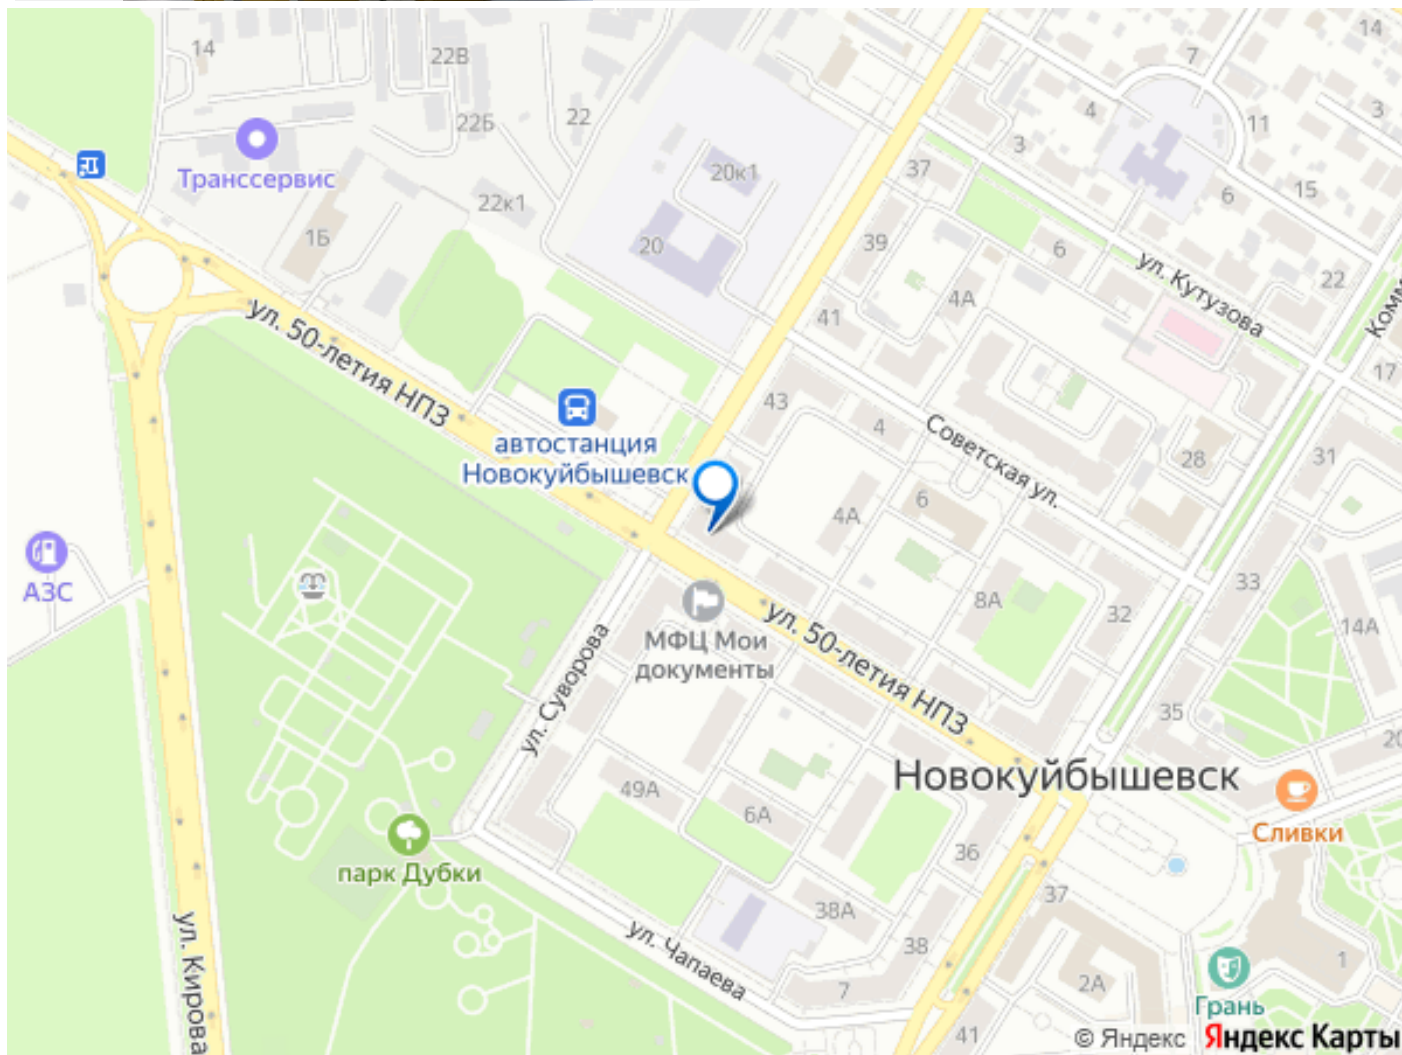 14
22В
22Б
22
7
14
4
3
3
11
Транссервис
20к1
37
6
15
22к1
1Б
20
39
6
4А
ул. Кутузова
22
Комм
ул. 50-летия НПЗ
41
17
43
4
автостанция
Новокуйбышевск
Советская ул.
28
31
6
4А
АЗС
8А
32
33
14А
МФЦ Мои
документы
ул. Суворова
ул. 50-летия НПЗ
35
20
Новокуйбышевск
49А
6А
Сливки
парк Дубки
36
37
38А
ул. Кирова
ул. Чапаева
38
7
2А
1
Грань
41
© Яндекс Яндекс Карты